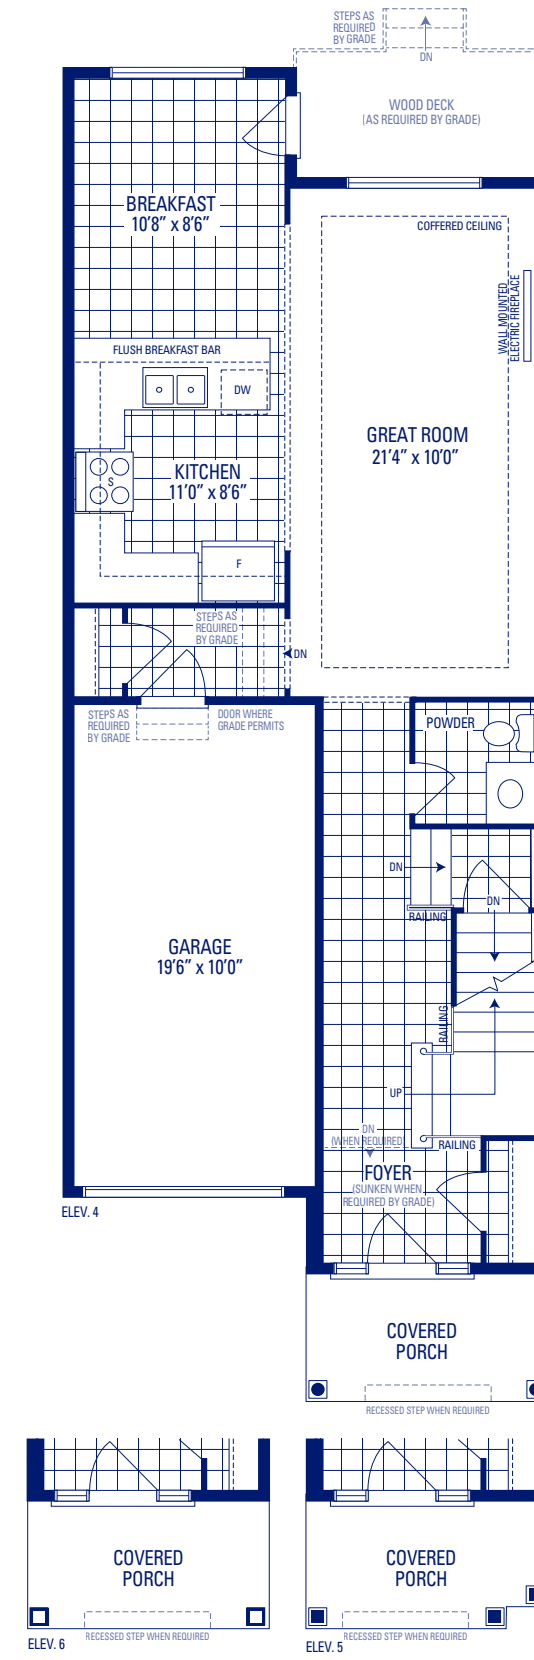 STEPS AS
REQUIRED
BY GRADE
DN
WOOD DECK
(AS REQUIRED BY GRADE)
BREAKFAST
10'8" x 8'6"
COFFERED CEILING
WALL MOUNTED
ELECTRIC FIREPLACE
FLUSH BREAKFAST BAR
DW
GREAT ROOM
21'4" x 10'0"
KITCHEN
11'0" x 8'6"
S
F
STEPS AS
REQUIRED
BY GRADE
DN
STEPS AS
REQUIRED
BY GRADE
DOOR WHERE
GRADE PERMITS
POWDER
DN
DN
RAILING
GARAGE
19'6" x 10'0"
RAILING
UP
DN
(WHEN REQUIRED)
RAILING
FOYER
(SUNKEN WHEN
REQUIRED BY GRADE)
ELEV. 4
COVERED
PORCH
RECESSED STEP WHEN REQUIRED
COVERED
PORCH
RECESSED STEP WHEN REQUIRED
ELEV. 6
COVERED
PORCH
RECESSED STEP WHEN REQUIRED
ELEV. 5